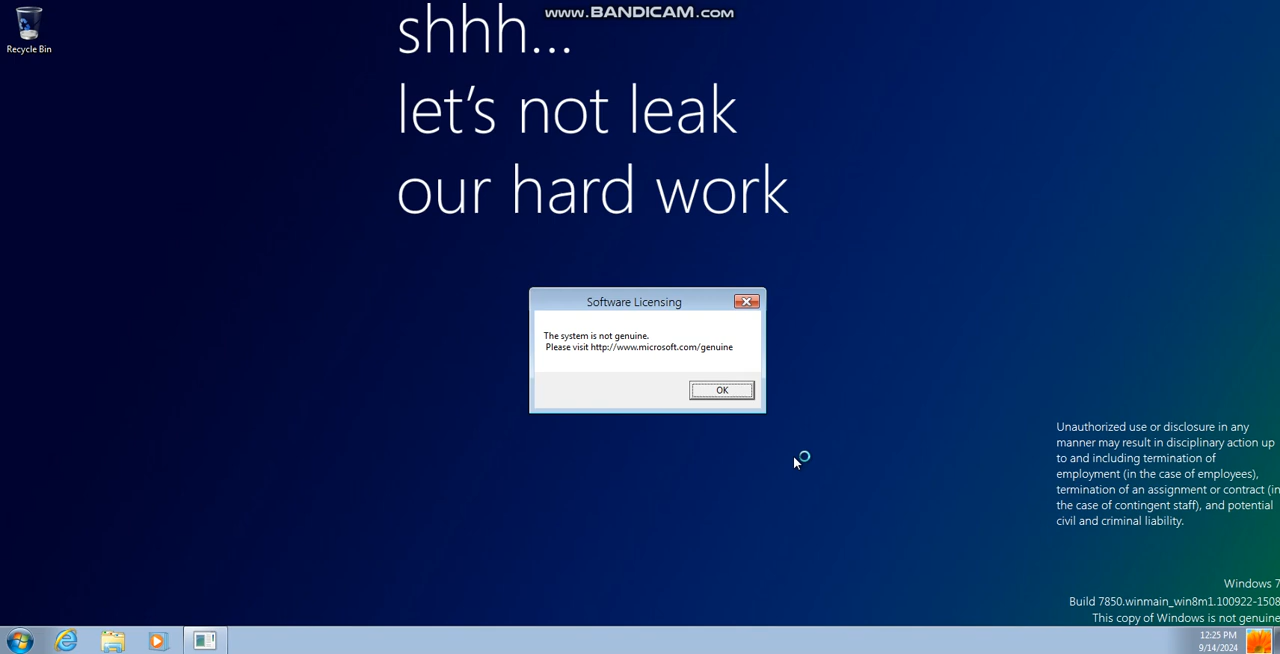 www.BANDICAM.com
Recycle Bin
shhh...
let's not leak
our hard work
Software Licensing
The system is not genuine.
Please visit http://www.microsoft.com/genuine
OK
Unauthorized use or disclosure in any
manner may result in disciplinary action up
to and including termination of
employment (in the case of employees),
termination of an assignment or contract (in
the case of contingent staff), and potential
civil and criminal liability.
Windows 7
Build 7850.winmain_win8m1.100922-1508
This copy of Windows is not genuine
12:25 PM
9/14/2024